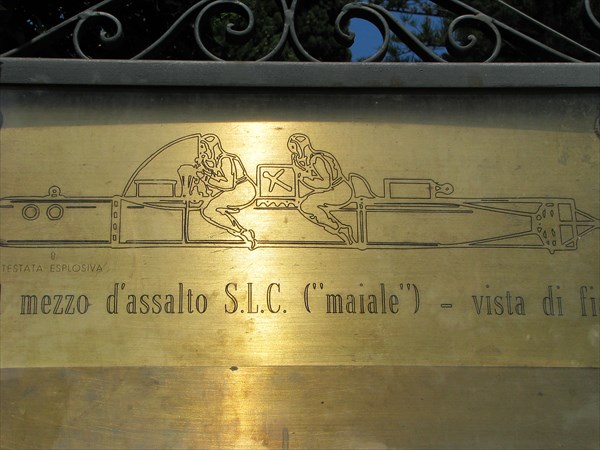 TESTATA ESPLOSIVA
mezzo d'assalto S.L.C. ("maiale") - vista di